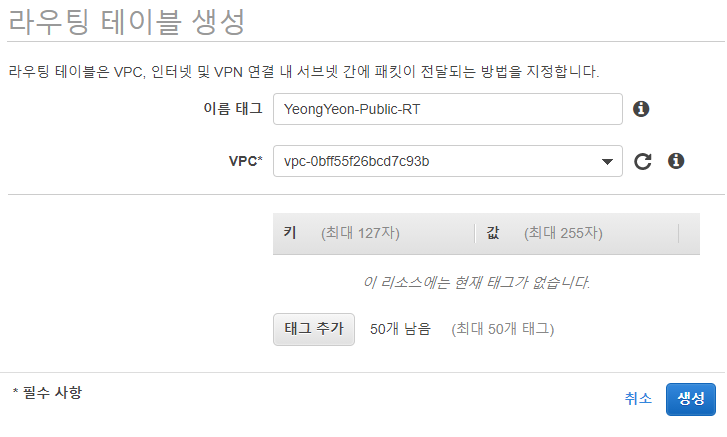 라우팅 테이블 생성
라우팅 테이블은 VPC, 인터넷 및 VPN 연결 내 서브넷 간에 패킷이 전달되는 방법을 지정합니다.
이름 태그 YeongYeon-Public-RT
VPC* vpc-0bff55f26bcd7c93b
키 (최대 127자) 값 (최대 255자)
이 리소스에는 현재 태그가 없습니다.
태그 추가 50개 남음 (최대 50개 태그)
* 필수 사항 취소 생성